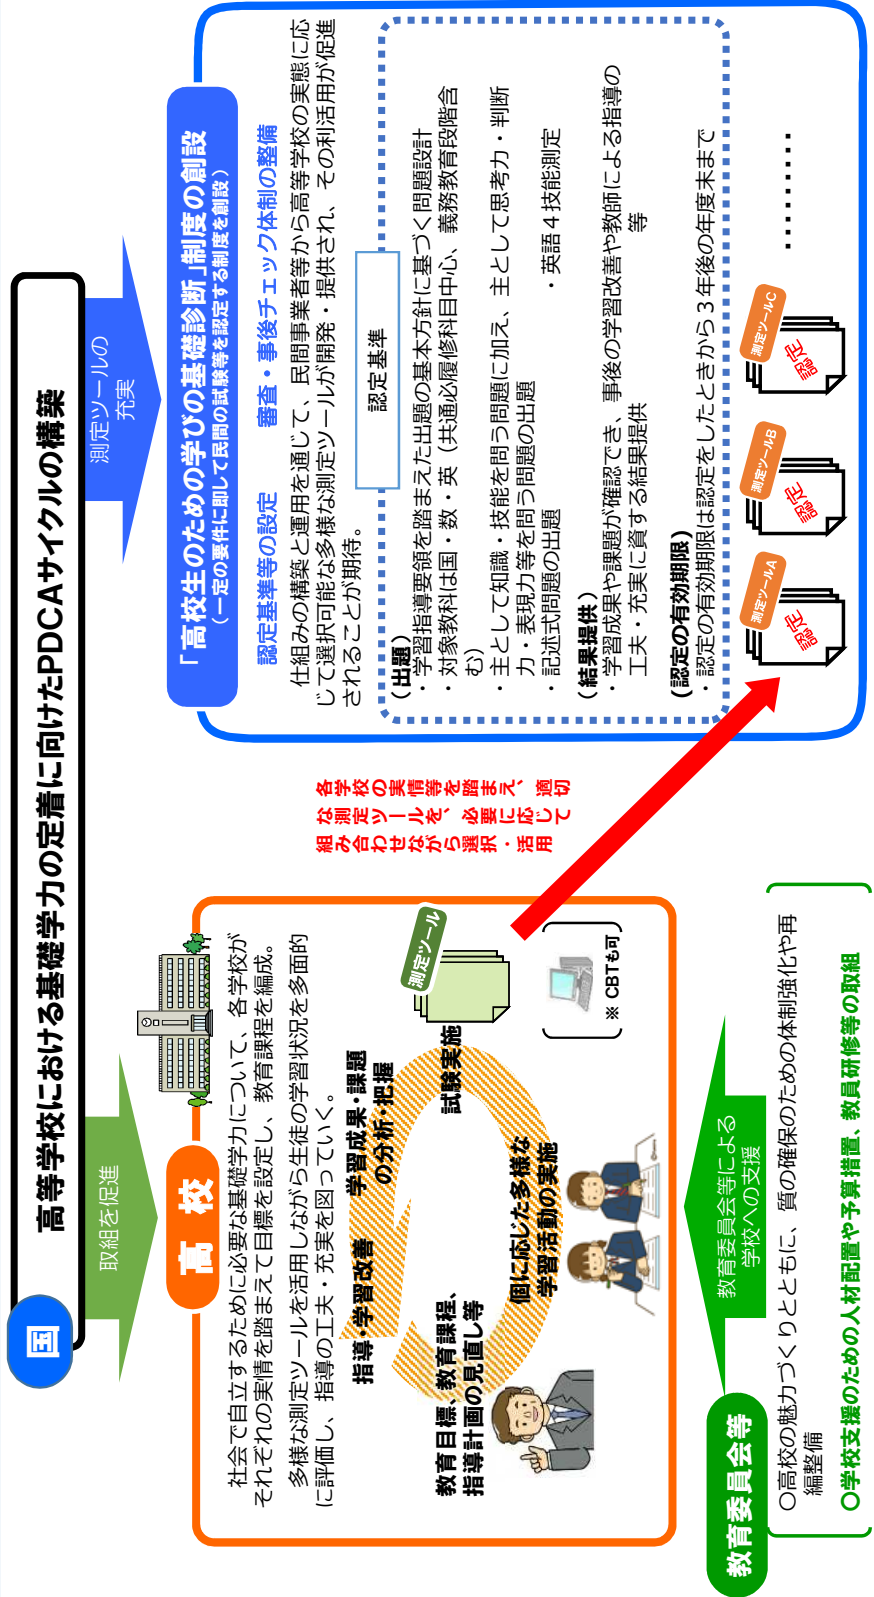 国
高等学校における基礎学力の定着に向けたPDCAサイクルの構築
取組を促進
測定ツールの
充実
高校
社会で自立するために必要な基礎学力について、各学校が
それぞれの実情を踏まえて目標を設定し、教育課程を編成。
多様な測定ツールを活用しながら生徒の学習状況を多面的
に評価し、指導の工夫・充実を図っていく。
指導・学習改善
学習成果・課題
の分析・把握
測定ツール
試験実施
教育目標、教育課程、
指導計画の見直し等
個に応じた多様な
学習活動の実施
※ CBTも可
各学校の実情等を踏まえ、適切
な測定ツールを、必要に応じて
組み合わせながら選択・活用
「高校生のための学びの基礎診断」制度の創設
(一定の要件に即して民間の試験等を認定する制度を創設)
認定基準等の設定　審査・事後チェック体制の整備
仕組みの構築と運用を通じて、民間事業者等から高等学校の実態に応
じて選択可能な多様な測定ツールが開発・提供され、その利活用が促進
されることが期待。
認定基準
(出題)
・学習指導要領を踏まえた出題の基本方針に基づく問題設計
・対象教科は国・数・英（共通必履修科目中心、義務教育段階含
む）
・主として知識・技能を問う問題に加え、主として思考力・判断
力・表現力等を問う問題の出題
・記述式問題の出題　・英語４技能測定
(結果提供)
・学習成果や課題が確認でき、事後の学習改善や教師による指導の
工夫・充実に資する結果提供　等
(認定の有効期限)
・認定の有効期限は認定をしたときから３年後の年度末まで
測定ツールA
認定
測定ツールB
認定
測定ツールC
認定
………
教育委員会等による
学校への支援
教育委員会等
〇高校の魅力づくりとともに、質の確保のための体制強化や再
編整備
〇学校支援のための人材配置や予算措置、教員研修等の取組